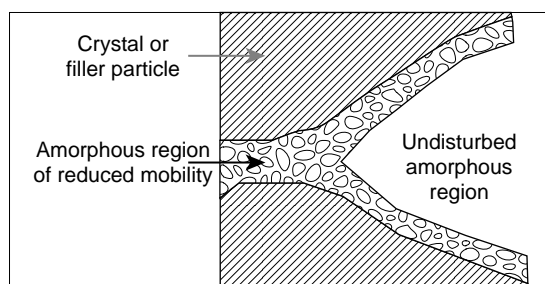 Crystal or
filler particle
Amorphous region
of reduced mobility
Undisturbed
amorphous
region